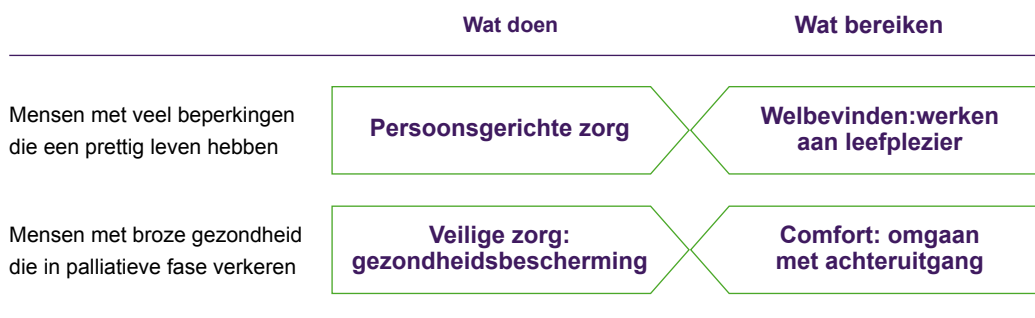 Wat doen
Wat bereiken
Mensen met veel beperkingen
die een prettig leven hebben
Persoonsgerichte zorg
Welbevinden:werken
aan leefplezier
Mensen met broze gezondheid
die in palliatieve fase verkeren
Veilige zorg:
gezondheidsbescherming
Comfort: omgaan
met achteruitgang